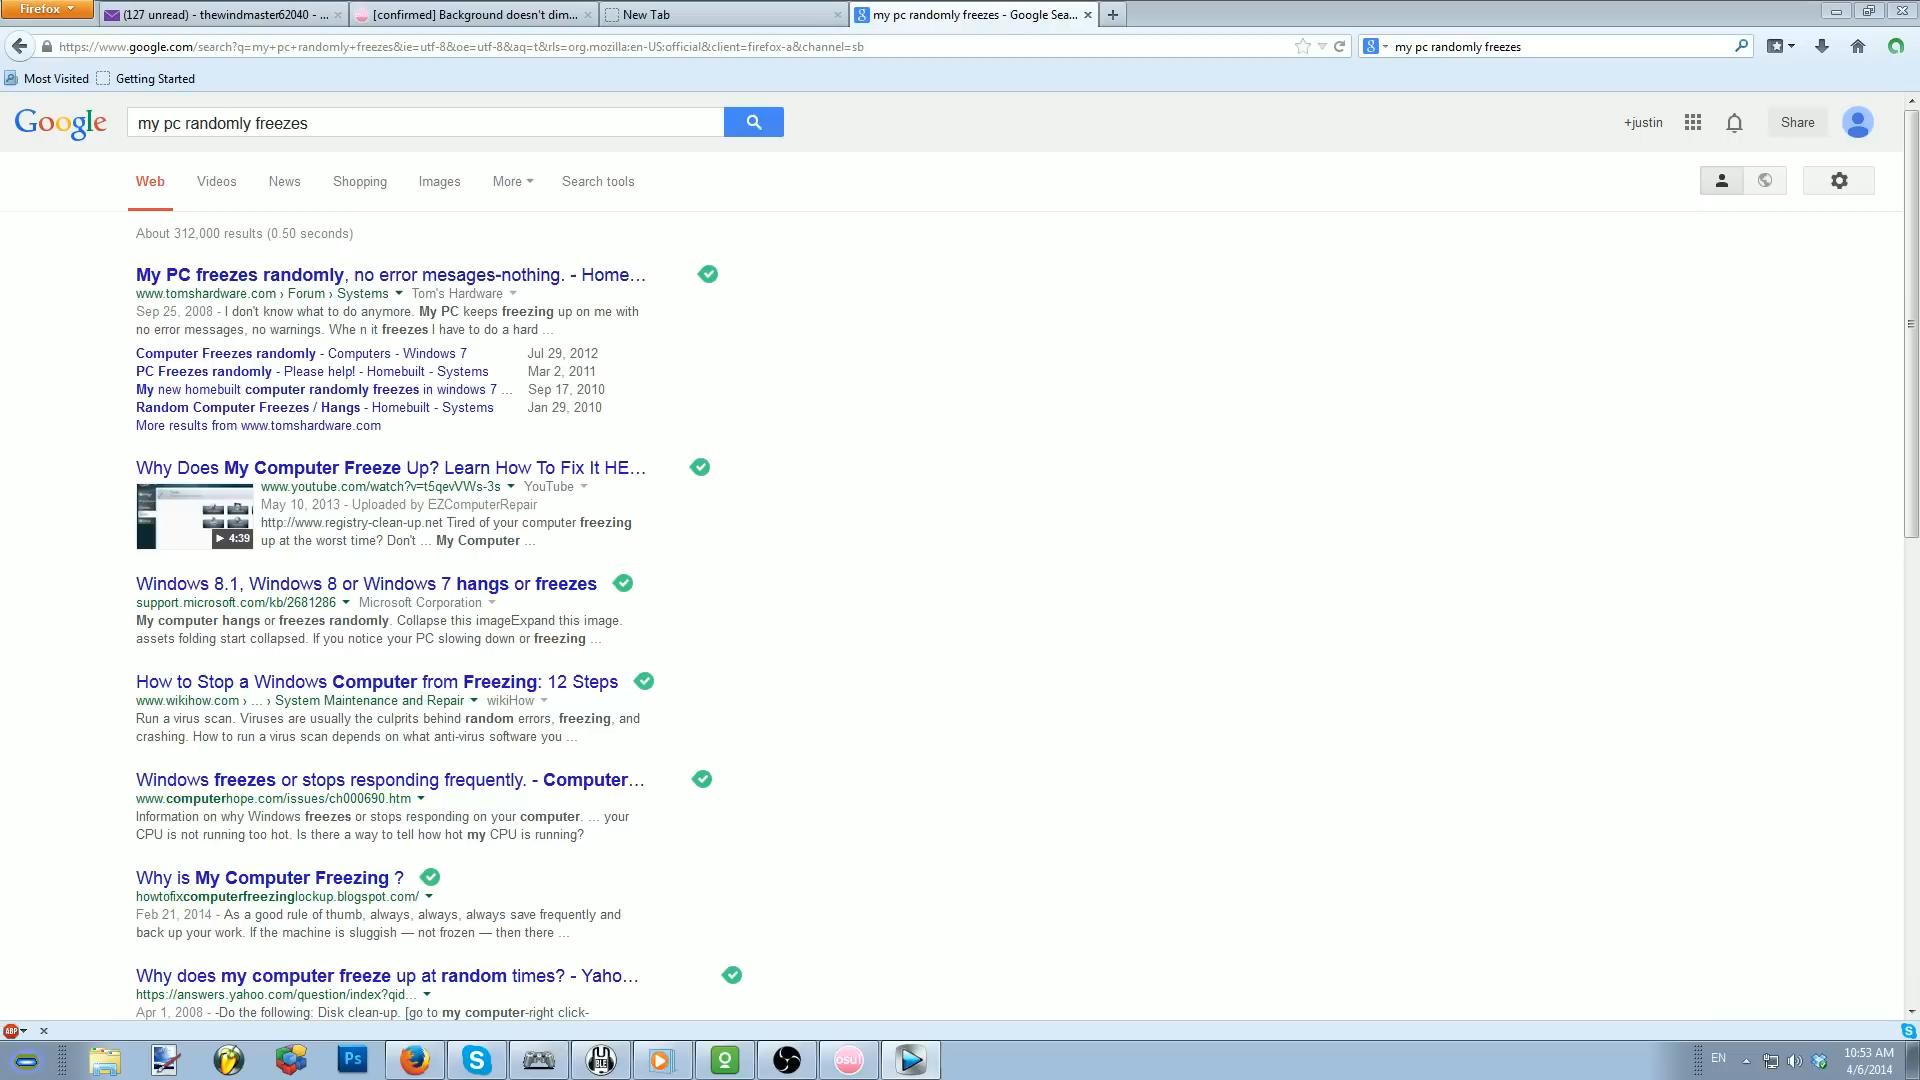 Firefox
(127 unread) - thewindmaster62040 - ...
[confirmed] Background doesn't dim...
New Tab
my pc randomly freezes - Google Sea...
https://www.google.com/search?q=my+pc+randomly+freezes&ie=utf-8&oe=utf-8&aq=t&rls=org.mozilla:en-US:official&client=firefox-a&channel=sb
my pc randomly freezes
Most Visited
Getting Started
Google
my pc randomly freezes
+justin
Share
Web
Videos
News
Shopping
Images
More
Search tools
About 312,000 results (0.50 seconds)
My PC freezes randomly, no error mesages-nothing. - Home...
www.tomshardware.com › Forum › Systems
Tom's Hardware
Sep 25, 2008 - I don't know what to do anymore. My PC keeps freezing up on me with
no error messages, no warnings. Whe n it freezes I have to do a hard ...
Computer Freezes randomly - Computers - Windows 7
Jul 29, 2012
PC Freezes randomly - Please help! - Homebuilt - Systems
Mar 2, 2011
My new homebuilt computer randomly freezes in windows 7 ...
Sep 17, 2010
Random Computer Freezes / Hangs - Homebuilt - Systems
Jan 29, 2010
More results from www.tomshardware.com
Why Does My Computer Freeze Up? Learn How To Fix It HE...
www.youtube.com/watch?v=t5qevVWs-3s
YouTube
May 10, 2013 - Uploaded by EZComputerRepair
http://www.registry-clean-up.net Tired of your computer freezing
up at the worst time? Don't ... My Computer ...
4:39
Windows 8.1, Windows 8 or Windows 7 hangs or freezes
support.microsoft.com/kb/2681286
Microsoft Corporation
My computer hangs or freezes randomly. Collapse this imageExpand this image.
assets folding start collapsed. If you notice your PC slowing down or freezing ...
How to Stop a Windows Computer from Freezing: 12 Steps
www.wikihow.com › ... › System Maintenance and Repair
wikiHow
Run a virus scan. Viruses are usually the culprits behind random errors, freezing, and
crashing. How to run a virus scan depends on what anti-virus software you ...
Windows freezes or stops responding frequently. - Computer...
www.computerhope.com/issues/ch000690.htm
Information on why Windows freezes or stops responding on your computer. ... your
CPU is not running too hot. Is there a way to tell how hot my CPU is running?
Why is My Computer Freezing ?
howtofixcomputerfreezinglockup.blogspot.com/
Feb 21, 2014 - As a good rule of thumb, always, always, always save frequently and
back up your work. If the machine is sluggish — not frozen — then there ...
Why does my computer freeze up at random times? - Yaho...
https://answers.yahoo.com/question/index?qid...
Apr 1, 2008 - -Do the following: Disk clean-up. [go to my computer-right click-
ABP
Ps
osu!
EN
10:53 AM
4/6/2014